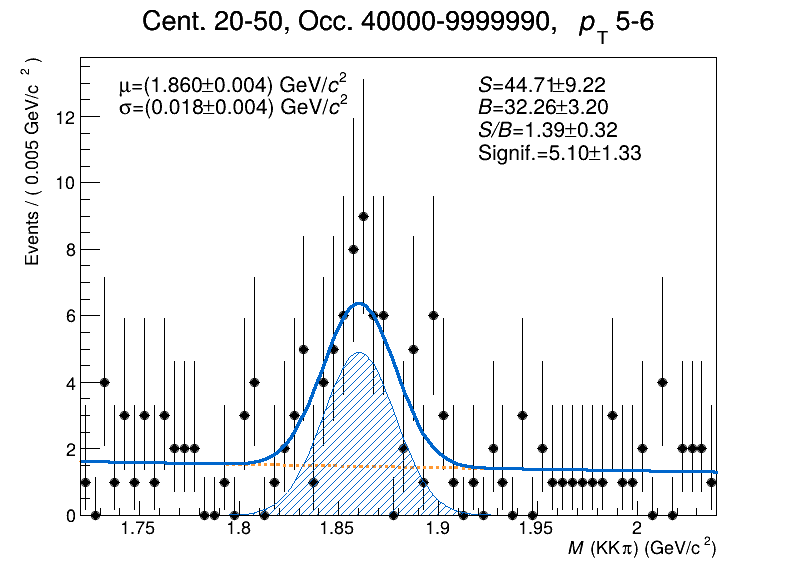 Cent. 20-50, Occ. 40000-9999990, p_T 5-6
μ=(1.860±0.004) GeV/c²
σ=(0.018±0.004) GeV/c²
S=44.71±9.22
B=32.26±3.20
S/B=1.39±0.32
Signif.=5.10±1.33
Events / ( 0.005 GeV/c² )
12
10
8
6
4
2
0
1.75 1.8 1.85 1.9 1.95 2
M (KKπ) (GeV/c²)